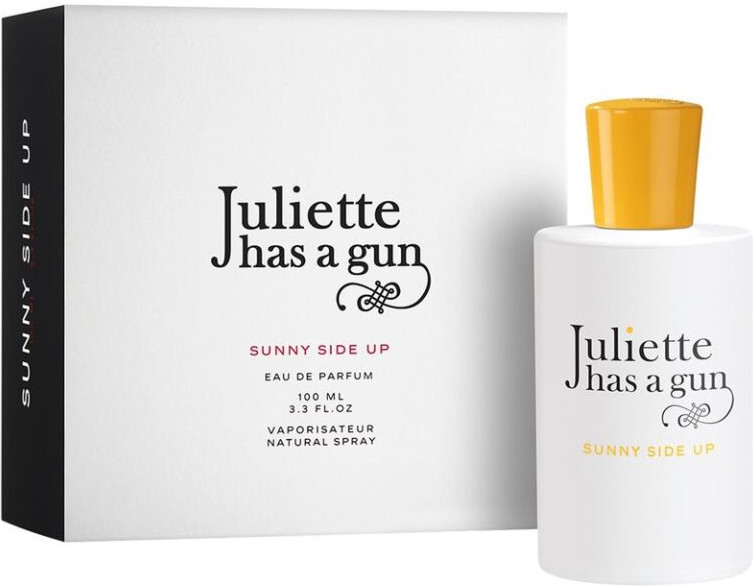 SUNNY SIDE UP
Juliette
has a gun
SUNNY SIDE UP
EAU DE PARFUM
100 ML
3.3 FL.OZ
VAPORISATEUR
NATURAL SPRAY
Juliette
has a gun
SUNNY SIDE UP